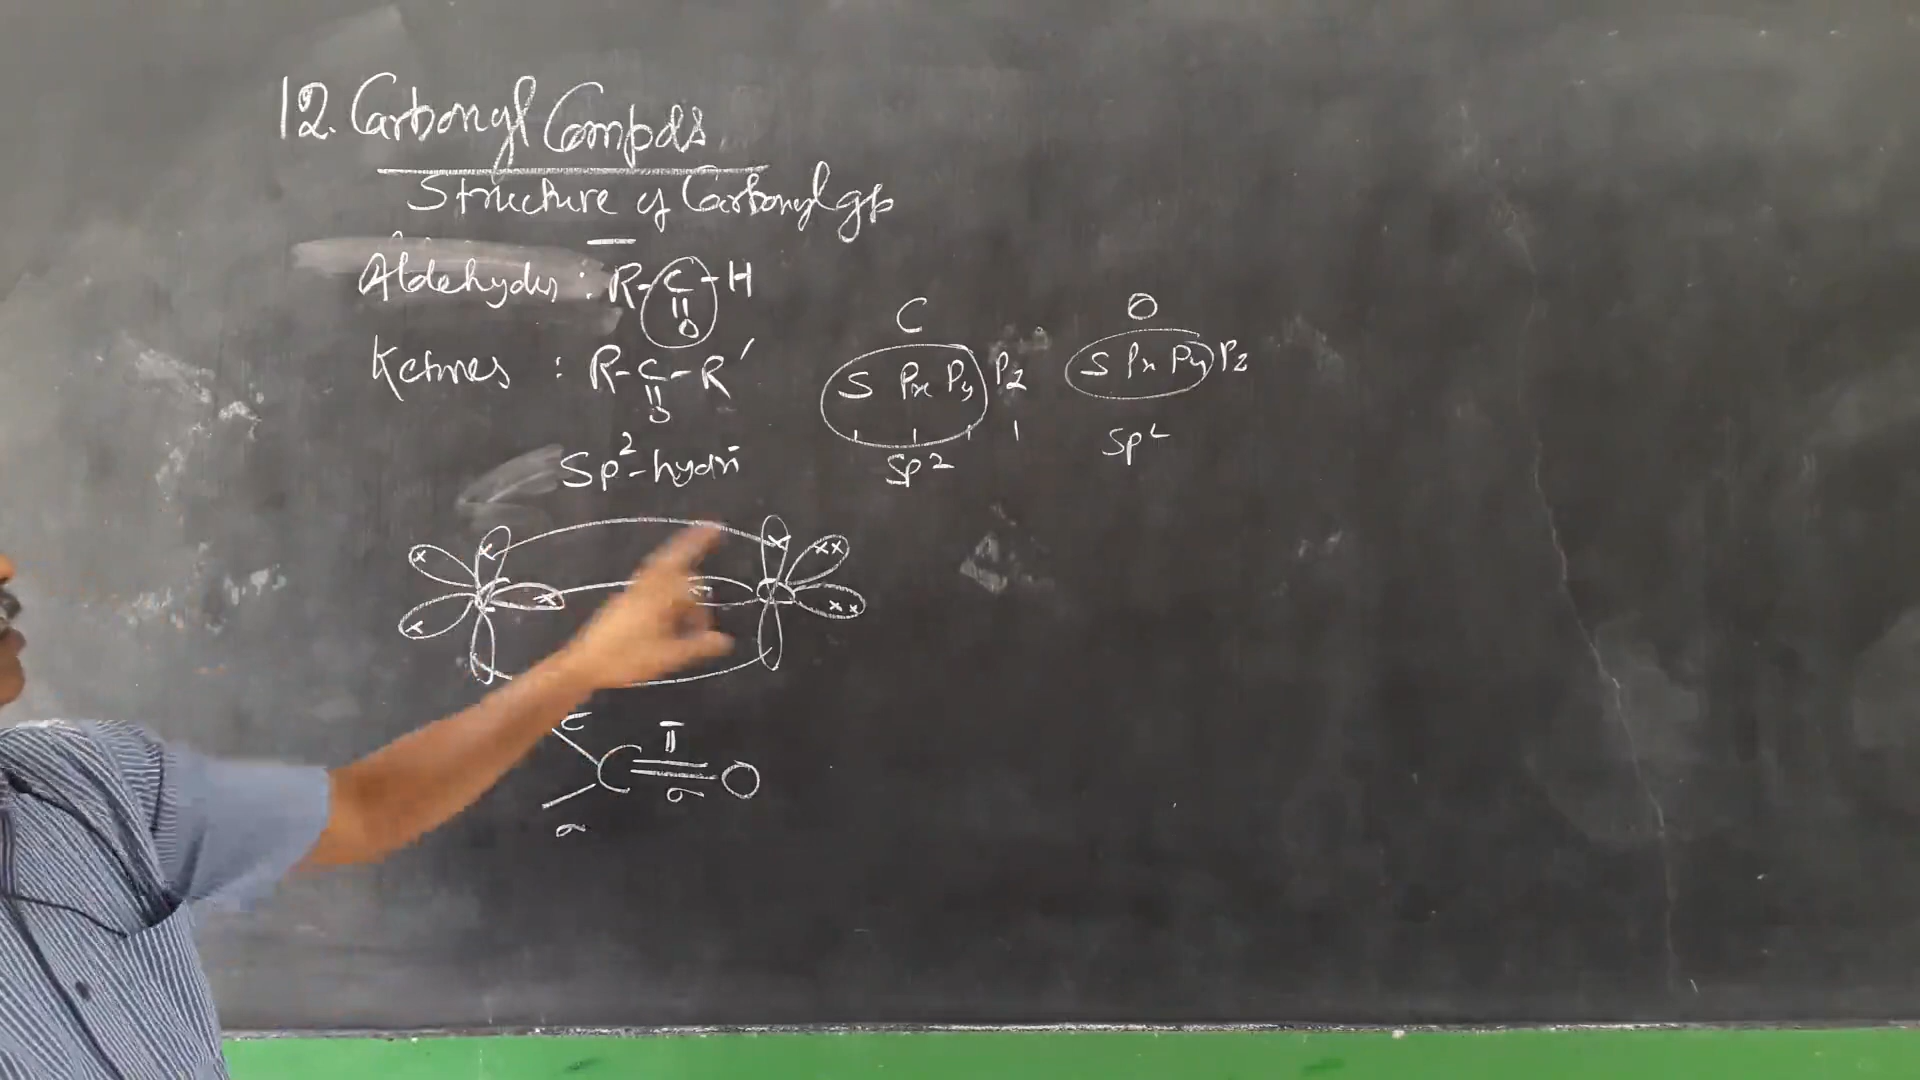 12. Carbonyl Compds
Structure of Carbonyl gp
Aldehydes : R-C-H
||
O
Ketones : R-C-R'
||
O
Sp²-hydri
C O
S Px Py Pz S Px Py Pz
Sp² Sp²
π
C=O
σ
σ